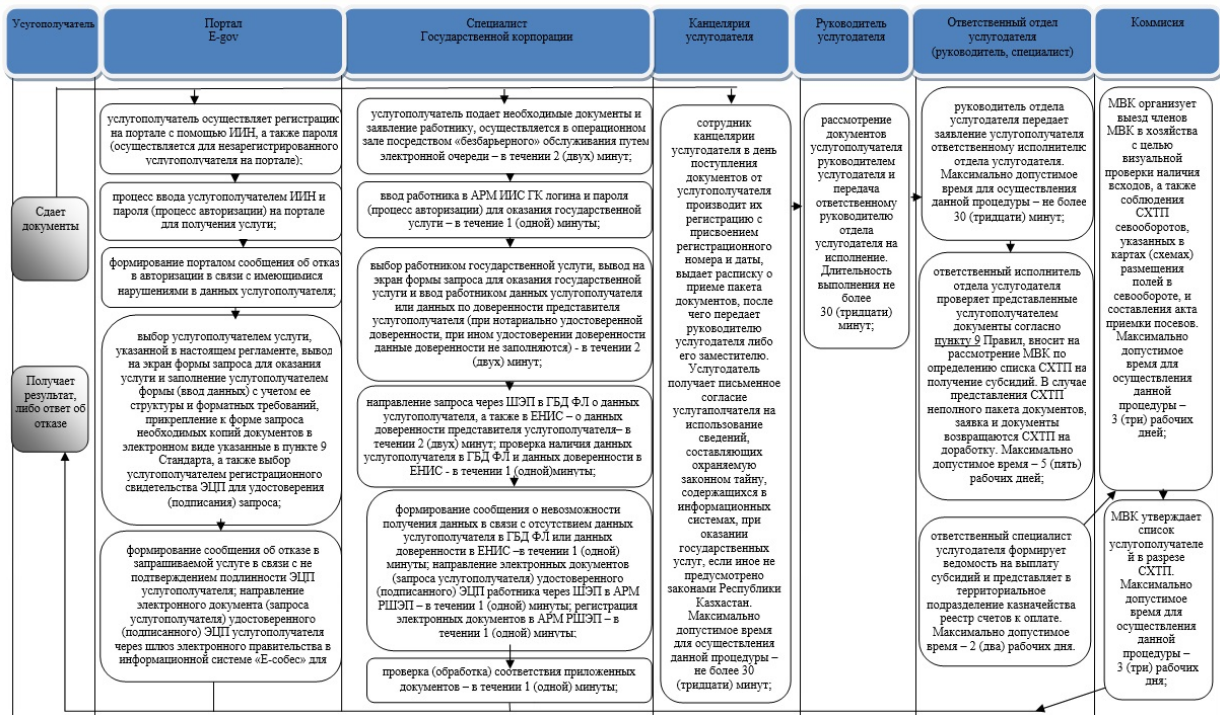 Усугополучатель
Портал
E-gov
Специалист
Государственной корпорации
Канцелярия
услугодателя
Руководитель
услугодателя
Ответственный отдел
услугодателя
(руководитель, специалист)
Коммисия
Сдает
документы
Получает
результат,
либо ответ об
отказе
услугополучатель осуществляет регистрацию
на портале с помощью ИИН, а также пароля
(осуществляется для незарегистрированного
услугополучателя на портале);
процесс ввода услугополучателем ИИН и
пароля (процесс авторизации) на портале
для получения услуги;
формирование порталом сообщения об отказе
в авторизации в связи с имеющимися
нарушениями в данных услугополучателя;
выбор услугополучателем услуги,
указанной в настоящем регламенте, вывод
на экран формы запроса для оказания
услуги и заполнение услугополучателем
формы (ввод данных) с учетом ее
структуры и форматных требований,
прикрепление к форме запроса
необходимых копий документов в
электронном виде указанные в пункте 9
Стандарта, а также выбор
услугополучателем регистрационного
свидетельства ЭЦП для удостоверения
(подписания) запроса;
формирование сообщения об отказе в
запрашиваемой услуге в связи с не
подтверждением подлинности ЭЦП
услугополучателя; направление
электронного документа (запроса
услугополучателя) удостоверенного
(подписанного) ЭЦП услугополучателя
через шлюз электронного правительства в
информационной системе «Е-собес» для
услугополучатель подает необходимые документы и
заявление работнику, осуществляется в операционном
зале посредством «безбарьерного» обслуживания путем
электронной очереди – в течении 2 (двух) минут;
ввод работника в АРМ ИИС ГК логина и пароля
(процесс авторизации) для оказания государственной
услуги – в течение 1 (одной) минуты;
выбор работником государственной услуги, вывод на
экран формы запроса для оказания государственной
услуги и ввод работником данных услугополучателя
или данных по доверенности представителя
услугополучателя (при нотариально удостоверенной
доверенности, при ином удостоверении доверенности
данные доверенности не заполняются) - в течение 2
(двух) минут;
направление запроса через ШЭП в ГБД ФЛ о данных
услугополучателя, а также в ЕНИС – о данных
доверенности представителя услугополучателя– в
течении 2 (двух) минут; проверка наличия данных
услугополучателя в ГБД ФЛ и данных доверенности в
ЕНИС - в течении 1 (одной)минуты;
формирование сообщения о невозможности
получения данных в связи с отсутствием данных
услугополучателя в ГБД ФЛ или данных
доверенности в ЕНИС –в течении 1 (одной)
минуты; направление электронных документов
(запроса услугополучателя) удостоверенного
(подписанного) ЭЦП работника через ШЭП в АРМ
РШЭП – в течении 1 (одной) минуты; регистрация
электронных документов в АРМ РШЭП – в
течении 1 (одной) минуты;
проверка (обработка) соответствия приложенных
документов – в течении 1 (одной) минуты;
сотрудник
канцелярии
услугодателя в день
поступления
документов от
услугополучателя
производит их
регистрацию с
присвоением
регистрационного
номера и даты,
выдает расписку о
приеме пакета
документов, после
чего передает
руководителю
услугодателя либо
его заместителю.
Услугодатель
получает письменное
согласие
услугаполчателя на
использование
сведений,
составляющих
охраняемую
законном тайну,
содержащихся в
информационных
системах, при
оказании
государственных
услуг, если иное не
предусмотрено
законами Республики
Казхастан.
Максимально
допустимое время
для осуществления
данной процедуры –
не более 30
(тридцати) минут;
рассмотрение
документов
услугополучателя
руководителем
услугодателя и
передача
ответственному
руководителю
отдела
услугодателя на
исполнение.
Длительность
выполнения не
более
30 (тридцати)
минут;
руководитель отдела
услугодателя передает
заявление услугополучателя
ответственному исполнителю
отдела услугодателя.
Максимально допустимое
время для осуществления
данной процедуры – не более
30 (тридцати) минут;
ответственный исполнитель
отдела услугодателя
проверяет представленные
услугополучателем
документы согласно
пункту 9 Правил, вносит на
рассмотрение МВК по
определению списка СХТП на
получение субсидий. В случае
представления СХТП
неполного пакета документов,
заявка и документы
возвращаются СХТП на
доработку. Максимально
допустимое время – 5 (пять)
рабочих дней;
ответственный специалист
услугодателя формирует
ведомость на выплату
субсидий и представляет в
территориальное
подразделение казначейства
реестр счетов к оплате.
Максимально допустимое
время – 2 (два) рабочих дня.
МВК организует
выезд членов
МВК в хозяйства
с целью
визуальной
проверки наличия
всходов, а также
соблюдения
СХТП
севооборотов,
указанных в
картах (схемах)
размещения
полей в
севообороте, и
составления акта
приемки посевов.
Максимально
допустимое
время для
осуществления
данной
процедуры –
3 (три) рабочих
дней;
МВК утверждает
список
услугополучателе
й в разрезе
СХТП.
Максимально
допустимое
время для
осуществления
данной
процедуры –
3 (три) рабочих
дня;